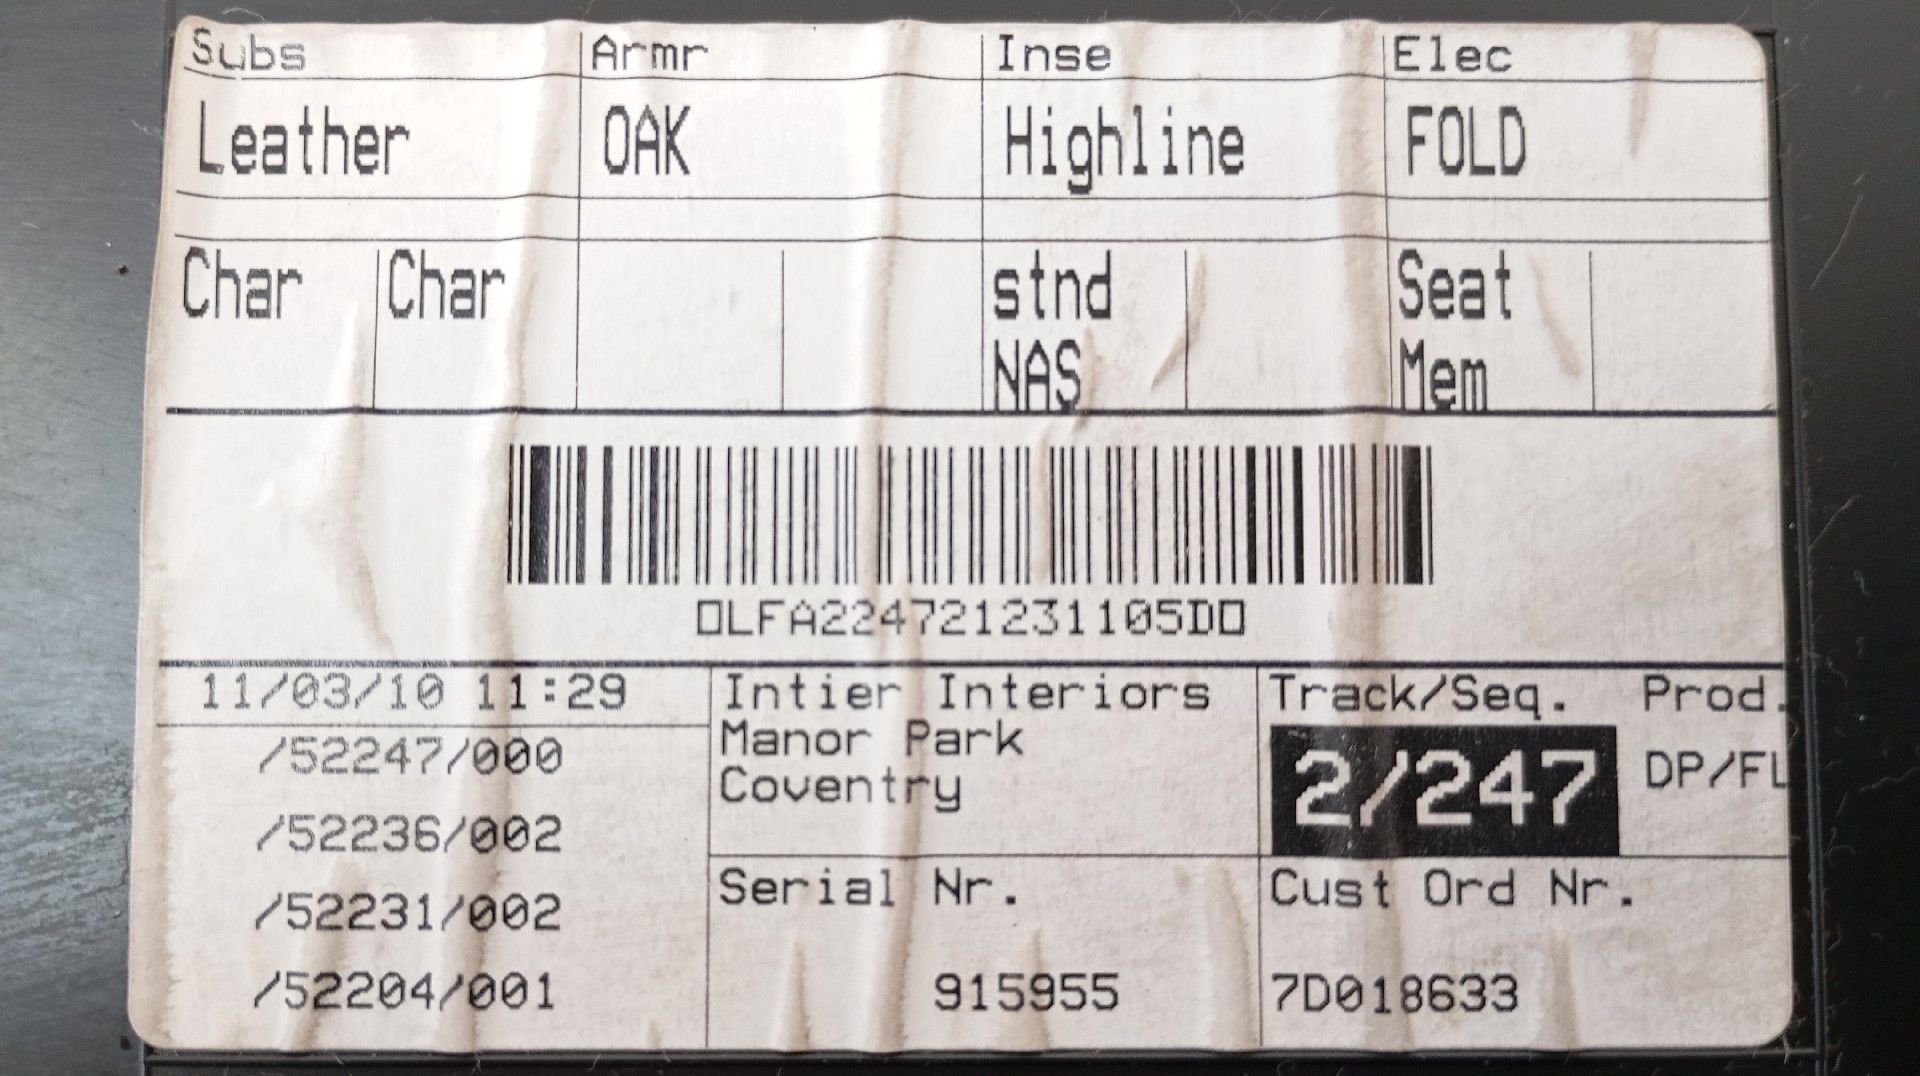 Subs Armr Inse Elec
Leather OAK Highline FOLD
Char Char stnd Seat
NAS Mem
▯LFA224721231105D▯
11/03/10 11:29 Intier Interiors Track/Seq. Prod.
Manor Park
/52247/000 Coventry 2/247 DP/FL
/52236/002
/52231/002 Serial Nr. Cust Ord Nr.
/52204/001 915955 7D018633